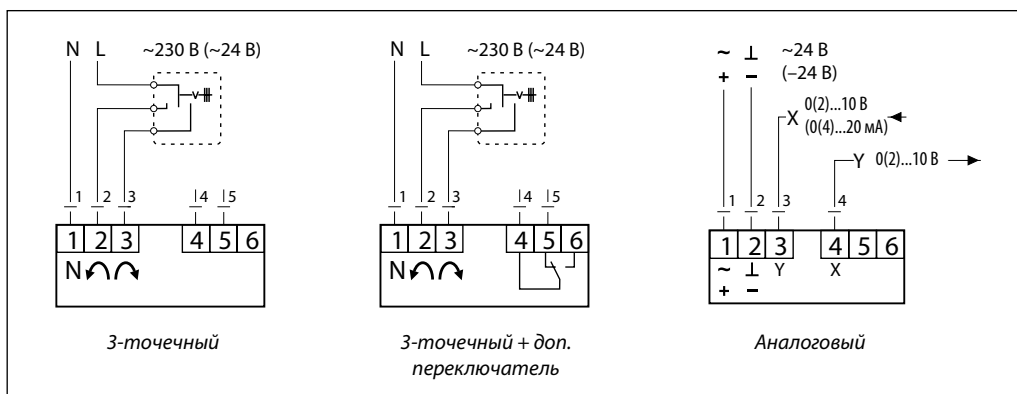 N L ~230 В (~24 В)
1 2 3 4 5
1 2 3 4 5 6
N
3-точечный
N L ~230 В (~24 В)
1 2 3 4 5
1 2 3 4 5 6
N
3-точечный + доп.
переключатель
~ ⊥ ~24 В
+ − (−24 В)
X 0(2)...10 В
(0(4)...20 мА)
Y 0(2)...10 В
1 2 3 4
1 2 3 4 5 6
~ ⊥ Y X
+ −
Аналоговый